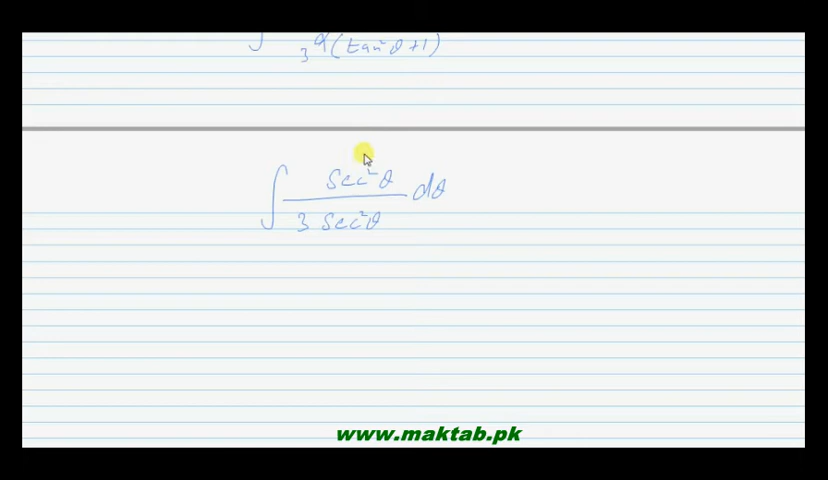 ∫ 3 (tan²θ+1)
∫ sec²θ / 3 sec²θ dθ
www.maktab.pk